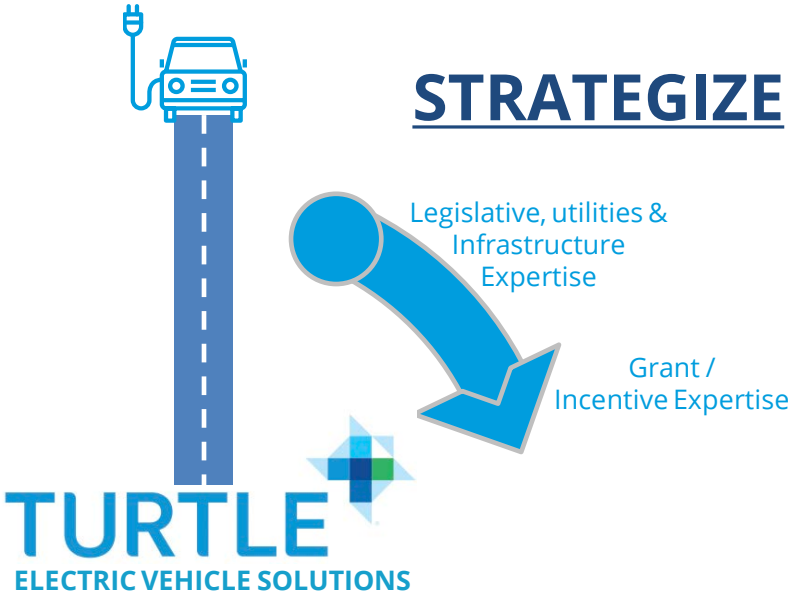 STRATEGIZE
Legislative, utilities &
Infrastructure
Expertise
Grant /
Incentive Expertise
TURTLE
ELECTRIC VEHICLE SOLUTIONS